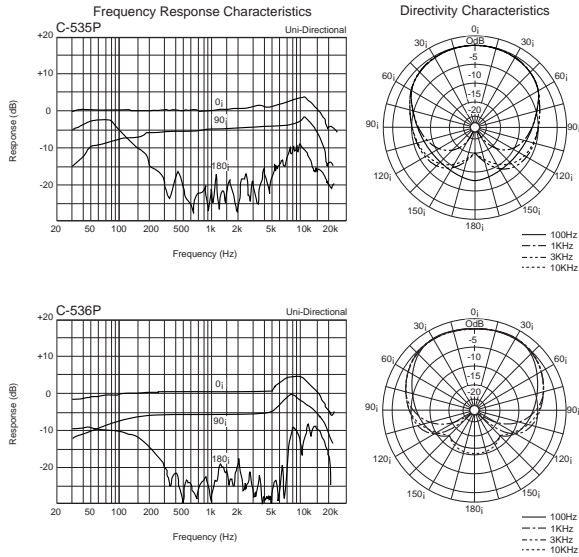 Frequency Response Characteristics
Directivity Characteristics
C-535P
Uni-Directional
+20
+10
0
-10
-20
Response (dB)
0¡
90¡
180¡
20 50 100 200 500 1k 2k 5k 10k 20k
Frequency (Hz)
0¡
OdB
-5
-10
-15
-20
30¡ 30¡
60¡ 60¡
90¡ 90¡
120¡ 120¡
150¡ 150¡
180¡
100Hz
1KHz
3KHz
10KHz
C-536P
Uni-Directional
+20
+10
0
-10
-20
Response (dB)
0¡
90¡
180¡
20 50 100 200 500 1k 2k 5k 10k 20k
Frequency (Hz)
0¡
OdB
-5
-10
-15
-20
30¡ 30¡
60¡ 60¡
90¡ 90¡
120¡ 120¡
150¡ 150¡
180¡
100Hz
1KHz
3KHz
10KHz